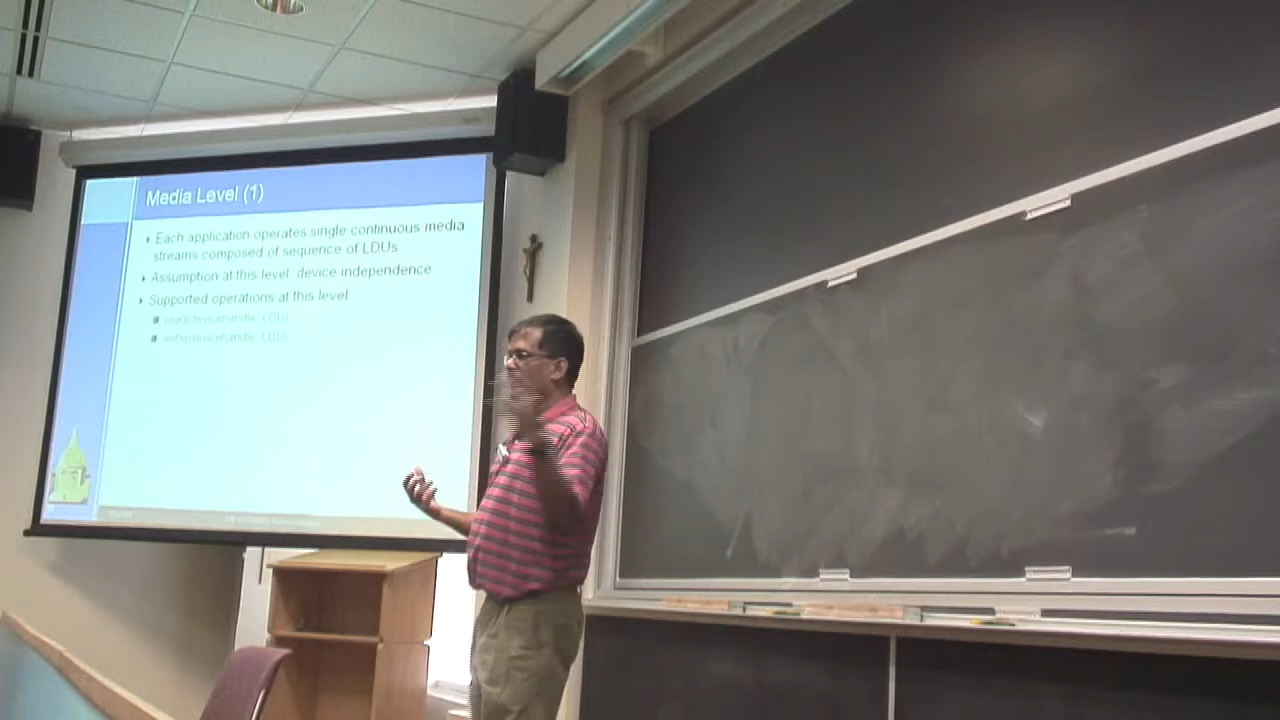 Media Level (1)
Each application operates single continuous media
streams composed of sequence of LDUs
Assumption at this level: device independence
Supported operations at this level
read(devicehandle, LDU)
write(devicehandle, LDU)